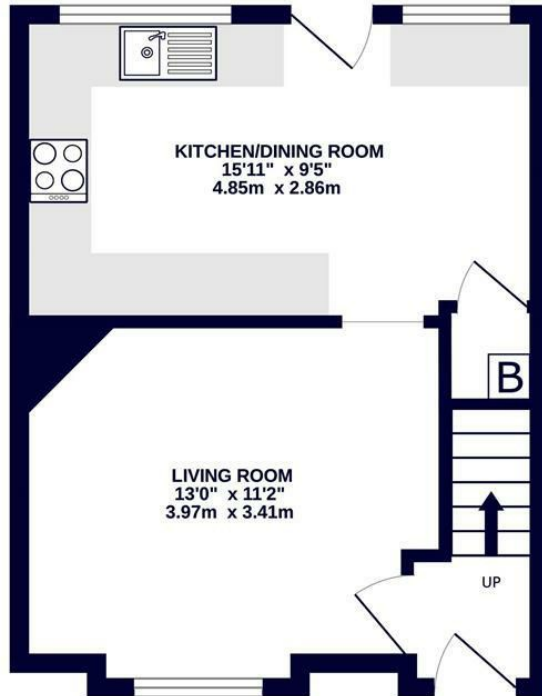 KITCHEN/DINING ROOM
15'11" x 9'5"
4.85m x 2.86m
B
LIVING ROOM
13'0" x 11'2"
3.97m x 3.41m
UP